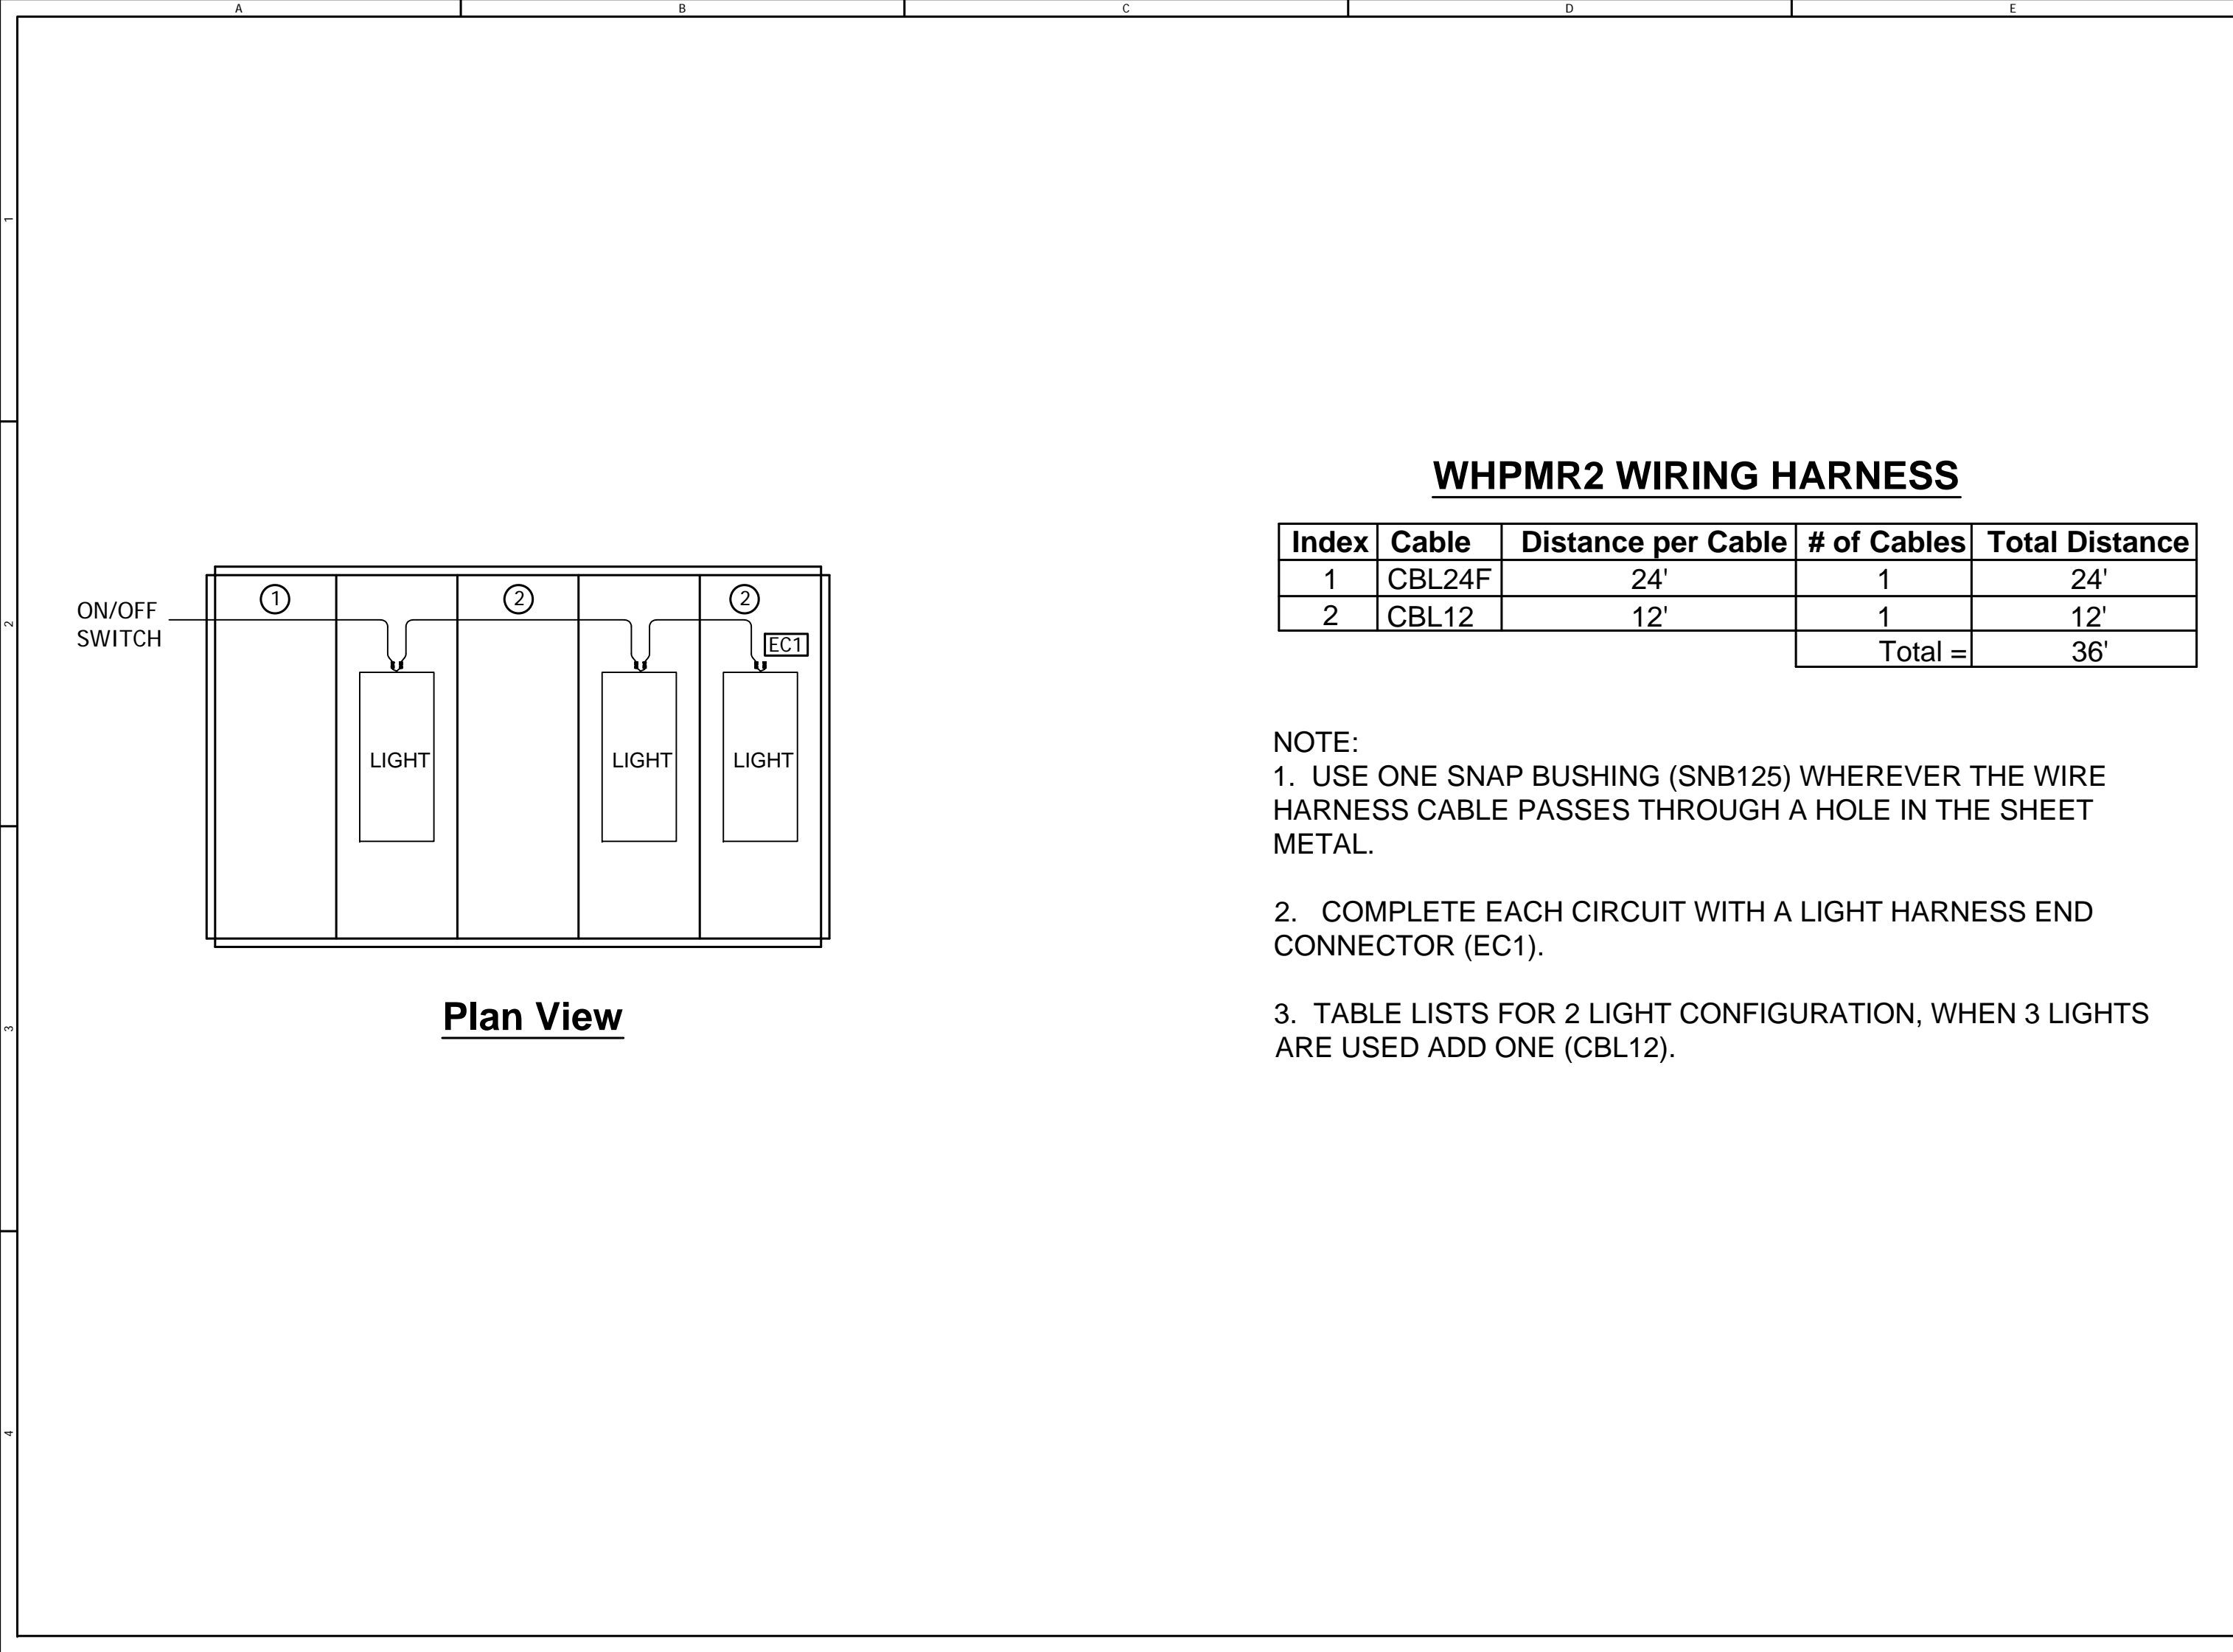 A B C D E
1
2
3
4
ON/OFF
SWITCH
1 2 2
EC1
LIGHT LIGHT LIGHT
Plan View
WHPMR2 WIRING HARNESS
Index Cable Distance per Cable # of Cables Total Distance
1 CBL24F 24' 1 24'
2 CBL12 12' 1 12'
Total = 36'
NOTE:
1. USE ONE SNAP BUSHING (SNB125) WHEREVER THE WIRE
HARNESS CABLE PASSES THROUGH A HOLE IN THE SHEET
METAL.
2. COMPLETE EACH CIRCUIT WITH A LIGHT HARNESS END
CONNECTOR (EC1).
3. TABLE LISTS FOR 2 LIGHT CONFIGURATION, WHEN 3 LIGHTS
ARE USED ADD ONE (CBL12).